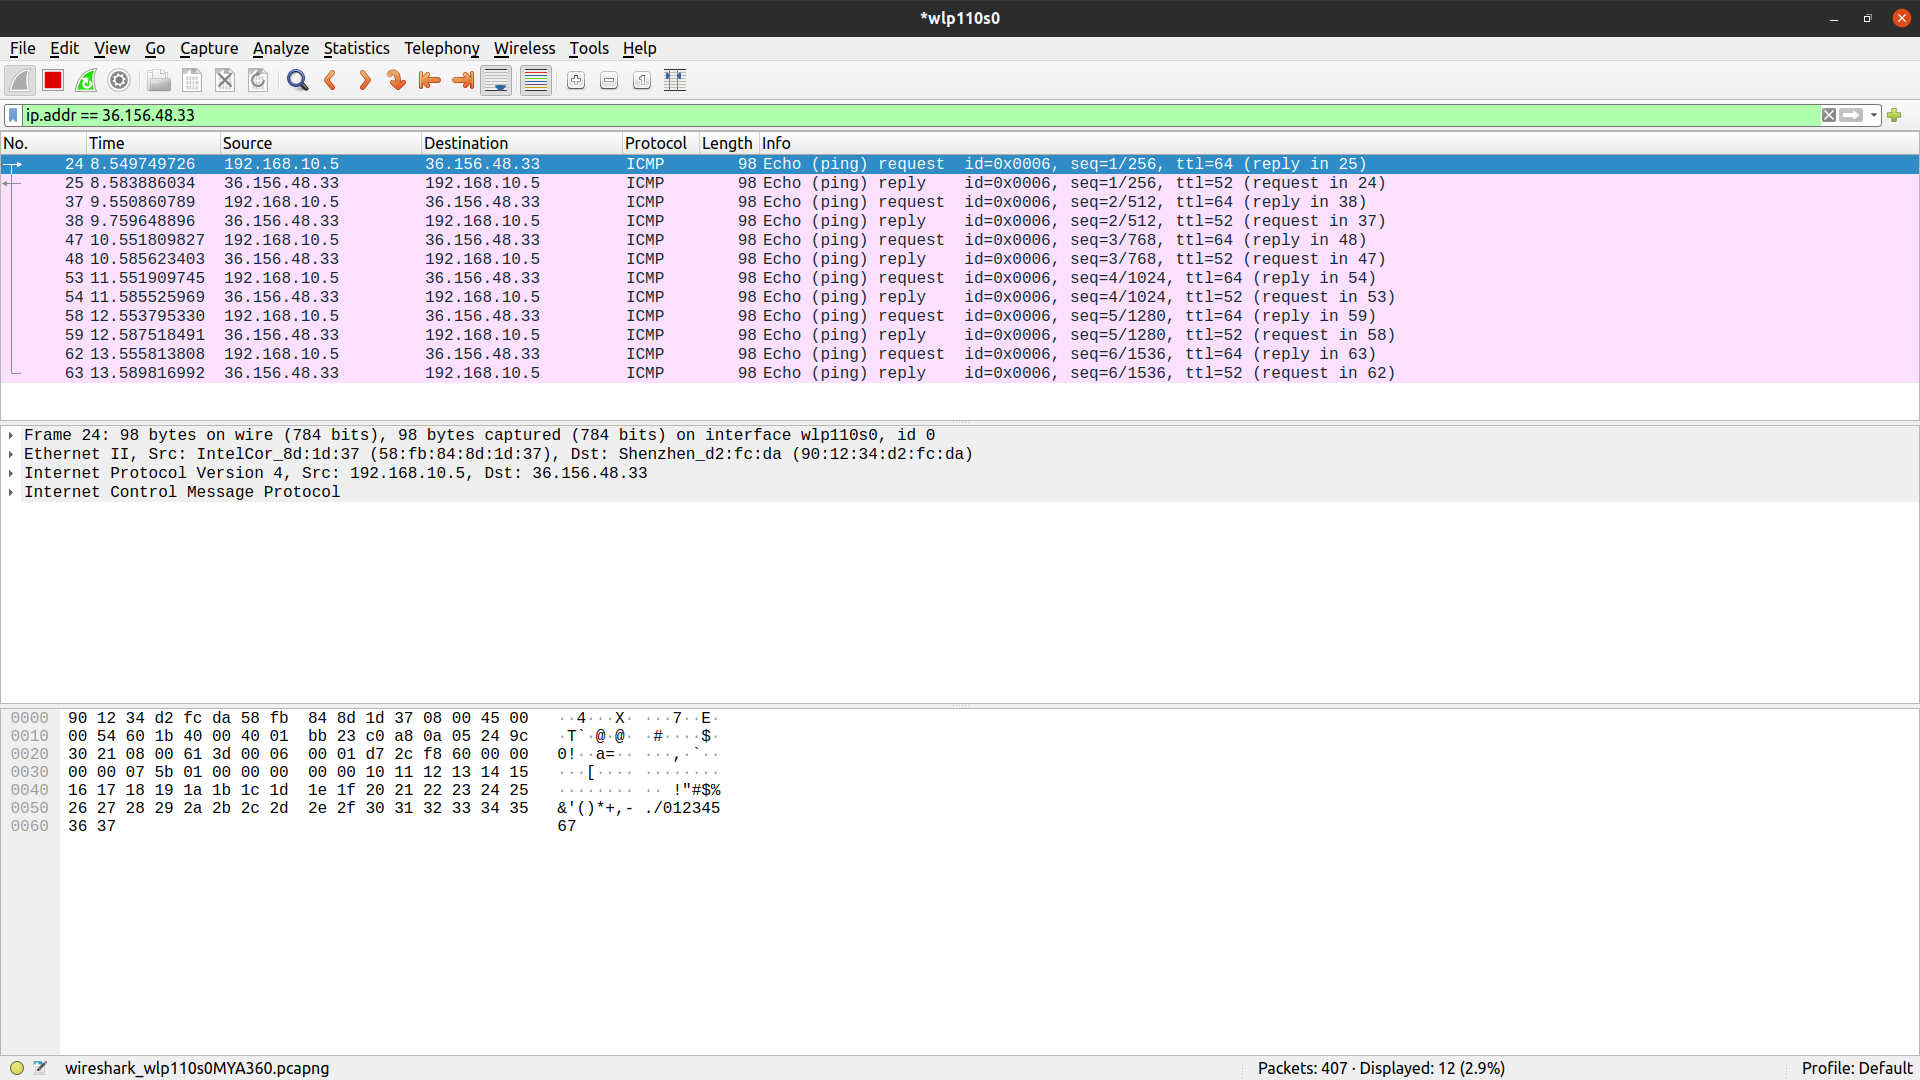 *wlp110s0
File Edit View Go Capture Analyze Statistics Telephony Wireless Tools Help
ip.addr == 36.156.48.33
No. Time Source Destination Protocol Length Info
24 8.549749726 192.168.10.5 36.156.48.33 ICMP 98 Echo (ping) request id=0x0006, seq=1/256, ttl=64 (reply in 25)
25 8.583886034 36.156.48.33 192.168.10.5 ICMP 98 Echo (ping) reply id=0x0006, seq=1/256, ttl=52 (request in 24)
37 9.550860789 192.168.10.5 36.156.48.33 ICMP 98 Echo (ping) request id=0x0006, seq=2/512, ttl=64 (reply in 38)
38 9.759648896 36.156.48.33 192.168.10.5 ICMP 98 Echo (ping) reply id=0x0006, seq=2/512, ttl=52 (request in 37)
47 10.551809827 192.168.10.5 36.156.48.33 ICMP 98 Echo (ping) request id=0x0006, seq=3/768, ttl=64 (reply in 48)
48 10.585623403 36.156.48.33 192.168.10.5 ICMP 98 Echo (ping) reply id=0x0006, seq=3/768, ttl=52 (request in 47)
53 11.551909745 192.168.10.5 36.156.48.33 ICMP 98 Echo (ping) request id=0x0006, seq=4/1024, ttl=64 (reply in 54)
54 11.585525969 36.156.48.33 192.168.10.5 ICMP 98 Echo (ping) reply id=0x0006, seq=4/1024, ttl=52 (request in 53)
58 12.553795330 192.168.10.5 36.156.48.33 ICMP 98 Echo (ping) request id=0x0006, seq=5/1280, ttl=64 (reply in 59)
59 12.587518491 36.156.48.33 192.168.10.5 ICMP 98 Echo (ping) reply id=0x0006, seq=5/1280, ttl=52 (request in 58)
62 13.555813808 192.168.10.5 36.156.48.33 ICMP 98 Echo (ping) request id=0x0006, seq=6/1536, ttl=64 (reply in 63)
63 13.589816992 36.156.48.33 192.168.10.5 ICMP 98 Echo (ping) reply id=0x0006, seq=6/1536, ttl=52 (request in 62)
Frame 24: 98 bytes on wire (784 bits), 98 bytes captured (784 bits) on interface wlp110s0, id 0
Ethernet II, Src: IntelCor_8d:1d:37 (58:fb:84:8d:1d:37), Dst: Shenzhen_d2:fc:da (90:12:34:d2:fc:da)
Internet Protocol Version 4, Src: 192.168.10.5, Dst: 36.156.48.33
Internet Control Message Protocol
0000 90 12 34 d2 fc da 58 fb 84 8d 1d 37 08 00 45 00 ··4···X· ···7··E·
0010 00 54 60 1b 40 00 40 01 bb 23 c0 a8 0a 05 24 9c ·T`·@·@· ·#····$·
0020 30 21 08 00 61 3d 00 06 00 01 d7 2c f8 60 00 00 0!··a=·· ···,·`··
0030 00 00 07 5b 01 00 00 00 00 00 10 11 12 13 14 15 ···[···· ········
0040 16 17 18 19 1a 1b 1c 1d 1e 1f 20 21 22 23 24 25 ········ ·· !"#$%
0050 26 27 28 29 2a 2b 2c 2d 2e 2f 30 31 32 33 34 35 &'()*+,- ./012345
0060 36 37 67
wireshark_wlp110s0MYA360.pcapng Packets: 407 · Displayed: 12 (2.9%) Profile: Default